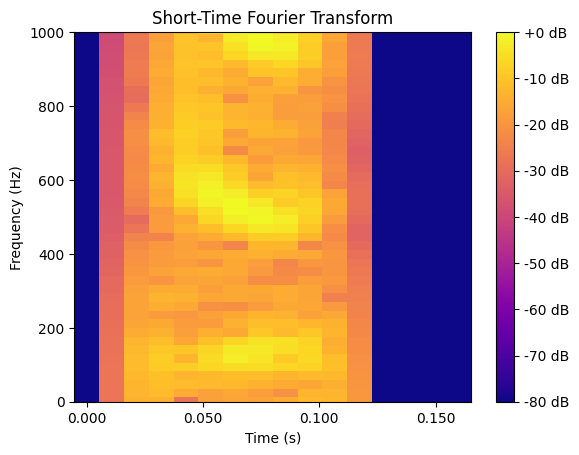 Short-Time Fourier Transform
1000
800
600
400
200
0
Frequency (Hz)
0.000
0.050
0.100
0.150
Time (s)
+0 dB
-10 dB
-20 dB
-30 dB
-40 dB
-50 dB
-60 dB
-70 dB
-80 dB